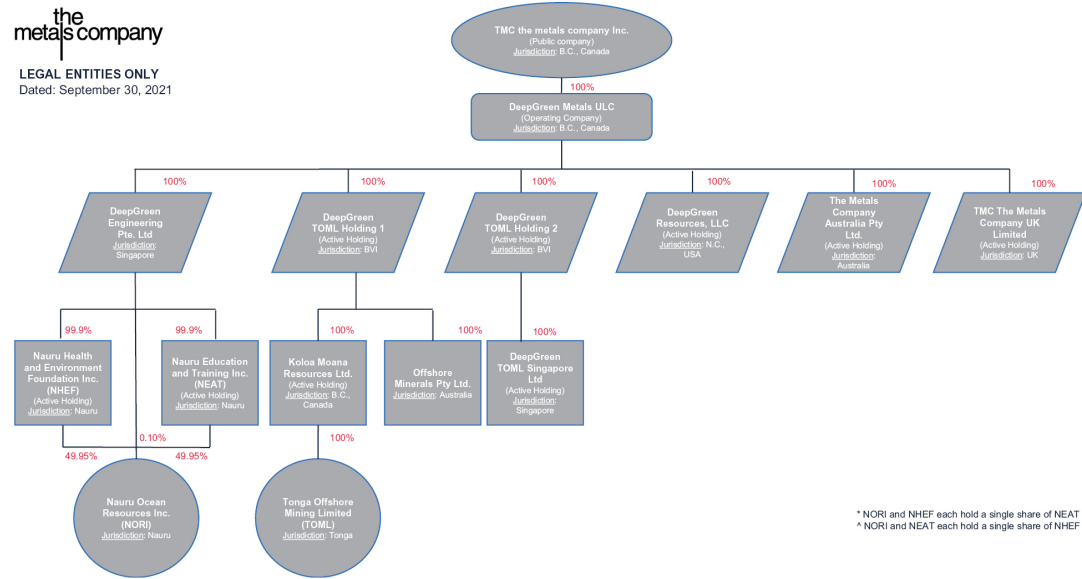 the
metals company
LEGAL ENTITIES ONLY
Dated: September 30, 2021
TMC the metals company Inc.
(Public company)
Jurisdiction: B.C., Canada
100%
DeepGreen Metals ULC
(Operating Company)
Jurisdiction: B.C., Canada
100%
100%
100%
100%
100%
100%
DeepGreen
Engineering
Pte. Ltd
Jurisdiction:
Singapore
DeepGreen
TOML Holding 1
(Active Holding)
Jurisdiction: BVI
DeepGreen
TOML Holding 2
(Active Holding)
Jurisdiction: BVI
DeepGreen
Resources, LLC
(Active Holding)
Jurisdiction: N.C.,
USA
The Metals
Company
Australia Pty
Ltd.
(Active Holding)
Jurisdiction:
Australia
TMC The Metals
Company UK
Limited
(Active Holding)
Jurisdiction: UK
99.9%
99.9%
100%
100%
100%
Nauru Health
and Environment
Foundation Inc.
(NHEF)
(Active Holding)
Jurisdiction: Nauru
Nauru Education
and Training Inc.
(NEAT)
(Active Holding)
Jurisdiction: Nauru
Koloa Moana
Resources Ltd.
(Active Holding)
Jurisdiction: B.C.,
Canada
Offshore
Minerals Pty Ltd.
Jurisdiction: Australia
DeepGreen
TOML Singapore
Ltd
(Active Holding)
Jurisdiction:
Singapore
0.10%
49.95%
49.95%
100%
Nauru Ocean
Resources Inc.
(NORI)
Jurisdiction: Nauru
Tonga Offshore
Mining Limited
(TOML)
Jurisdiction: Tonga
* NORI and NHEF each hold a single share of NEAT
^ NORI and NEAT each hold a single share of NHEF